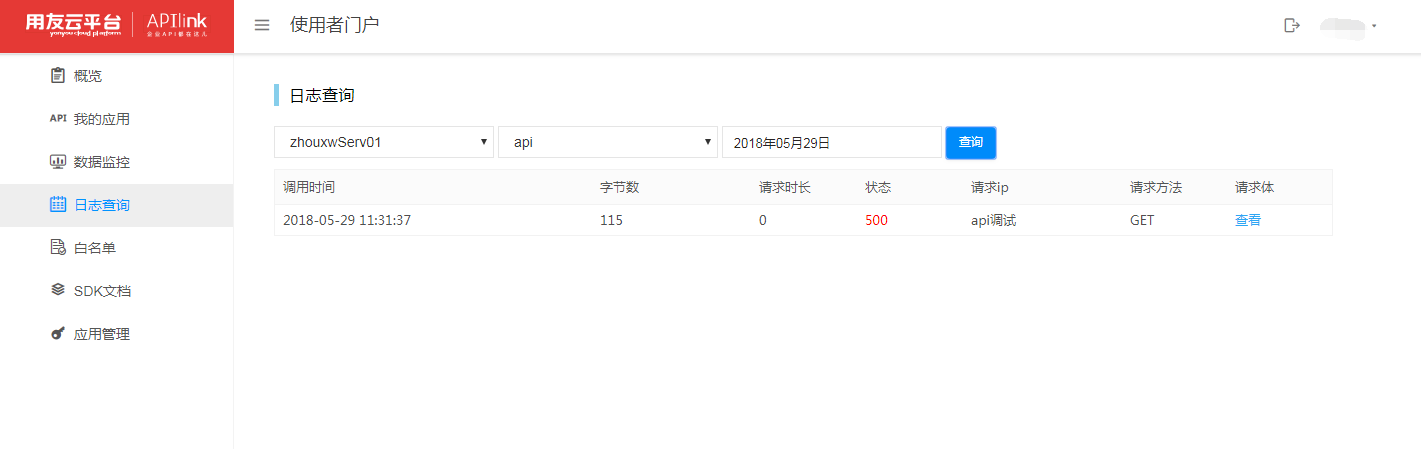 用友云平台
yonyou cloud platform
APIlink
企业API都在这儿
使用者门户
概览
API 我的应用
数据监控
日志查询
白名单
SDK文档
应用管理
日志查询
zhouxwServ01 api 2018年05月29日 查询
调用时间 字节数 请求时长 状态 请求ip 请求方法 请求体
2018-05-29 11:31:37 115 0 500 api调试 GET 查看